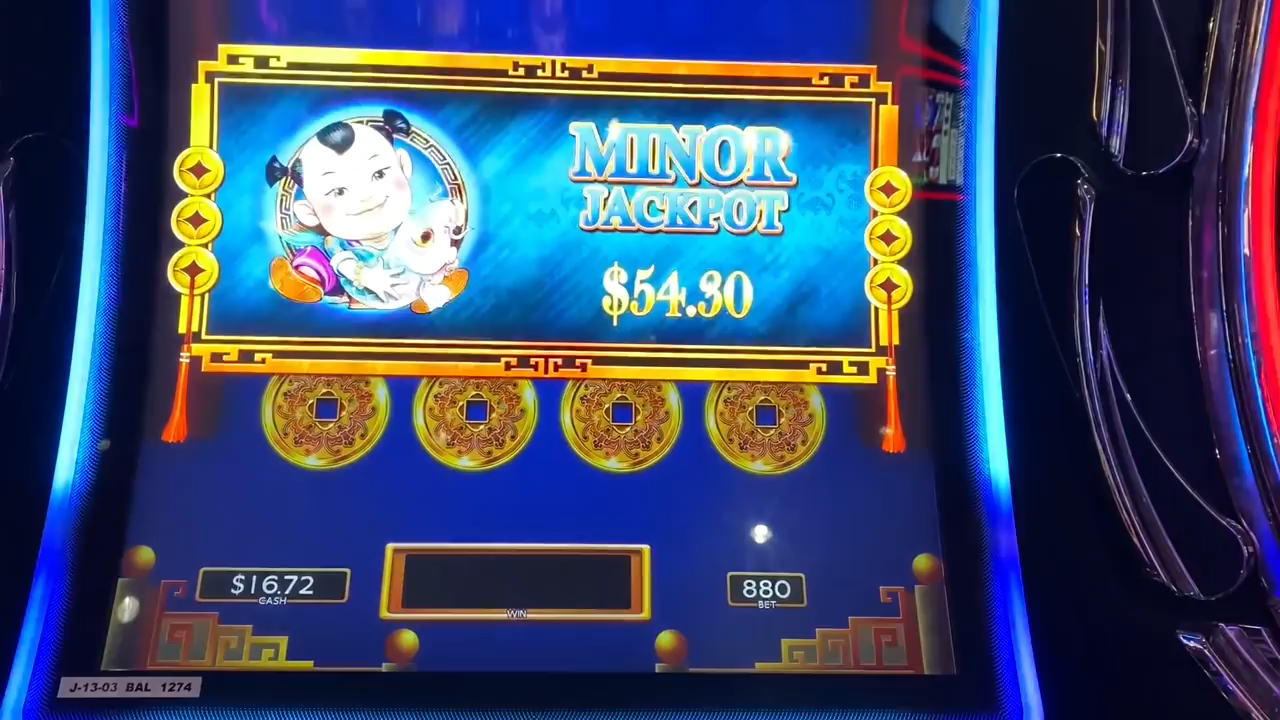 MINOR
JACKPOT
$54.30
$16.72
CASH
WIN
880
BET
J-13-03 BAL 1274